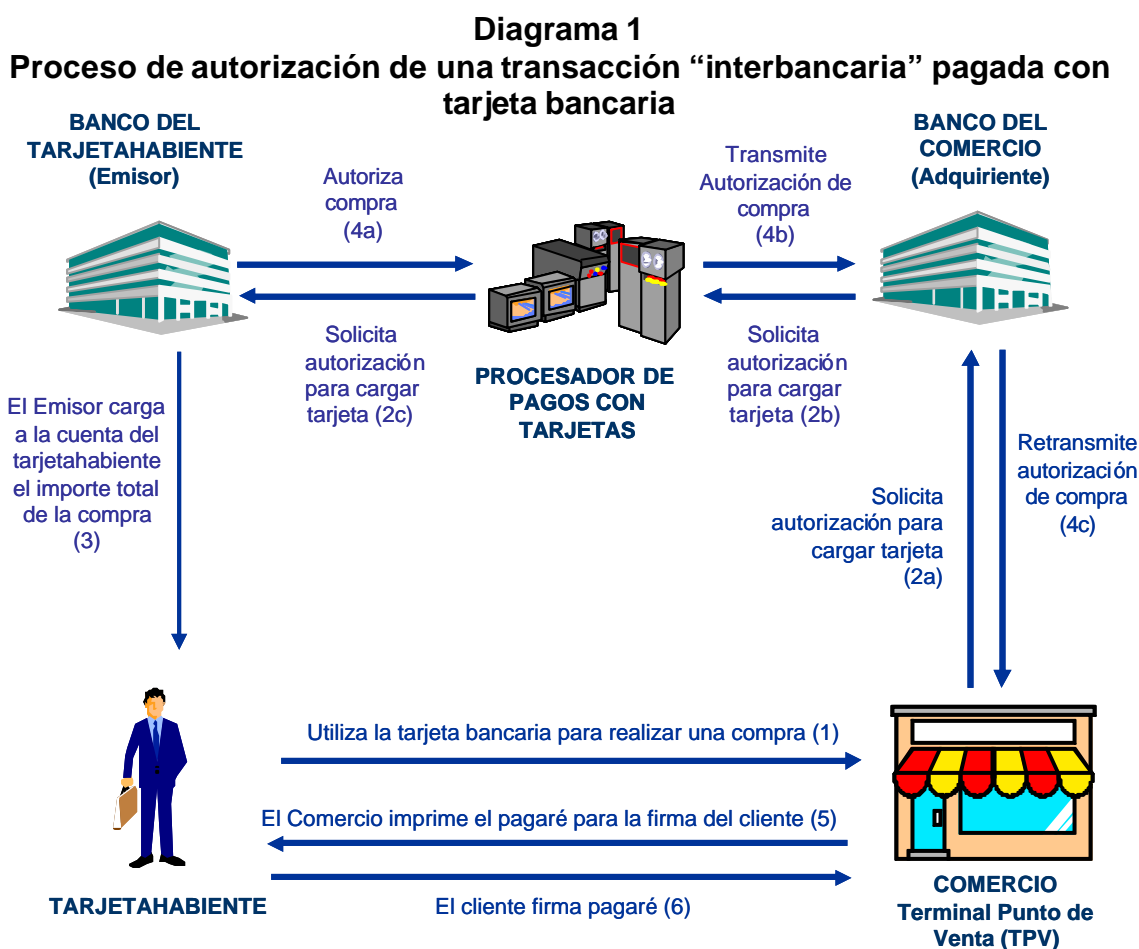 Diagrama 1
Proceso de autorización de una transacción “interbancaria” pagada con
tarjeta bancaria
BANCO DEL
TARJETAHABIENTE
(Emisor)
Autoriza
compra
(4a)
Transmite
Autorización de
compra
(4b)
BANCO DEL
COMERCIO
(Adquiriente)
Solicita
autorización
para cargar
tarjeta (2c)
PROCESADOR DE
PAGOS CON
TARJETAS
Solicita
autorización
para cargar
tarjeta (2b)
El Emisor carga
a la cuenta del
tarjetahabiente
el importe total
de la compra
(3)
Solicita
autorización para
cargar tarjeta
(2a)
Retransmite
autorización
de compra
(4c)
Utiliza la tarjeta bancaria para realizar una compra (1)
El Comercio imprime el pagaré para la firma del cliente (5)
El cliente firma pagaré (6)
TARJETAHABIENTE
COMERCIO
Terminal Punto de
Venta (TPV)